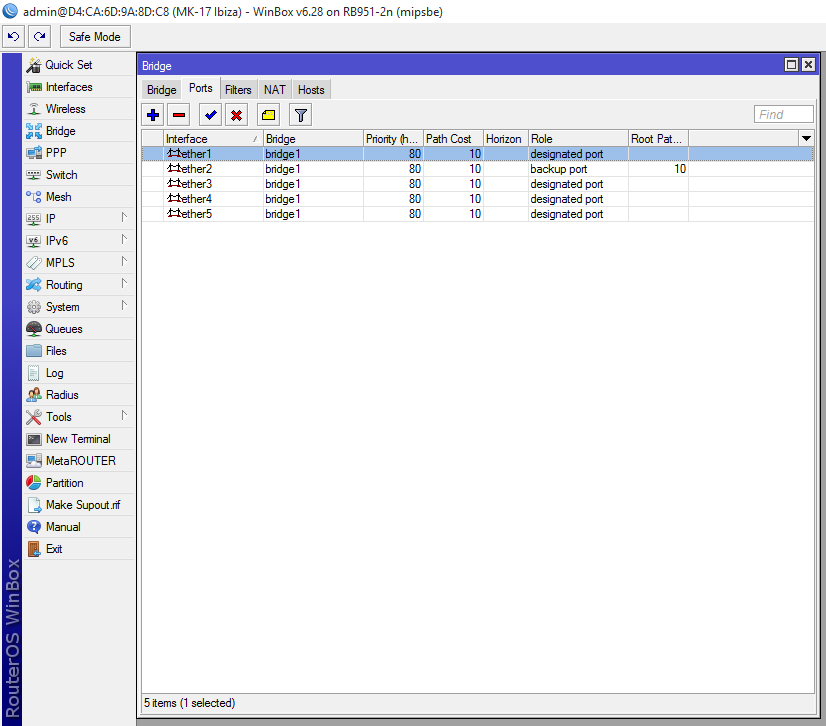 admin@D4:CA:6D:9A:8D:C8 (MK-17 Ibiza) - WinBox v6.28 on RB951-2n (mipsbe)
Safe Mode
Quick Set
Interfaces
Wireless
Bridge
PPP
Switch
Mesh
IP
IPv6
MPLS
Routing
System
Queues
Files
Log
Radius
Tools
New Terminal
MetaROUTER
Partition
Make Supout.rif
Manual
Exit
RouterOS WinBox
Bridge
Bridge Ports Filters NAT Hosts
Find
Interface Bridge Priority (h... Path Cost Horizon Role Root Pat...
ether1 bridge1 80 10 designated port
ether2 bridge1 80 10 backup port 10
ether3 bridge1 80 10 designated port
ether4 bridge1 80 10 designated port
ether5 bridge1 80 10 designated port
5 items (1 selected)